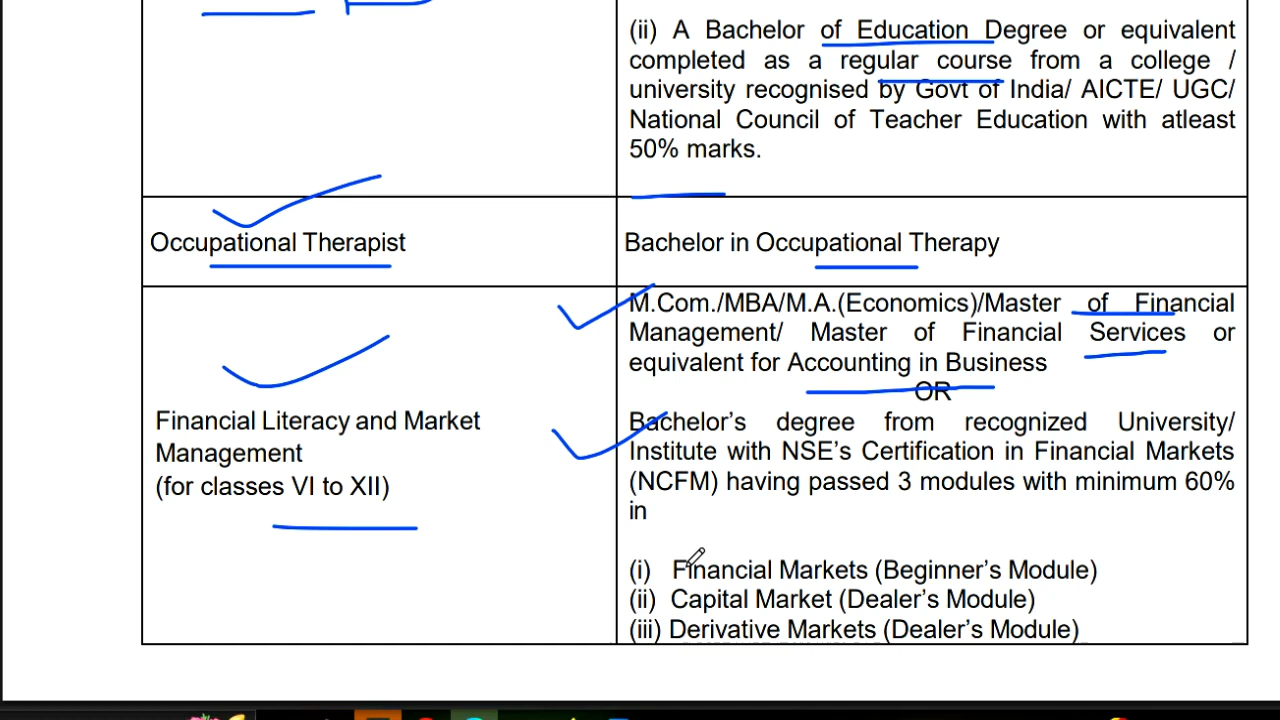 (ii) A Bachelor of Education Degree or equivalent
completed as a regular course from a college /
university recognised by Govt of India/ AICTE/ UGC/
National Council of Teacher Education with atleast
50% marks.
Occupational Therapist
Bachelor in Occupational Therapy
Financial Literacy and Market
Management
(for classes VI to XII)
M.Com./MBA/M.A.(Economics)/Master of Financial
Management/ Master of Financial Services or
equivalent for Accounting in Business
OR
Bachelor's degree from recognized University/
Institute with NSE's Certification in Financial Markets
(NCFM) having passed 3 modules with minimum 60%
in
(i) Financial Markets (Beginner's Module)
(ii) Capital Market (Dealer's Module)
(iii) Derivative Markets (Dealer's Module)